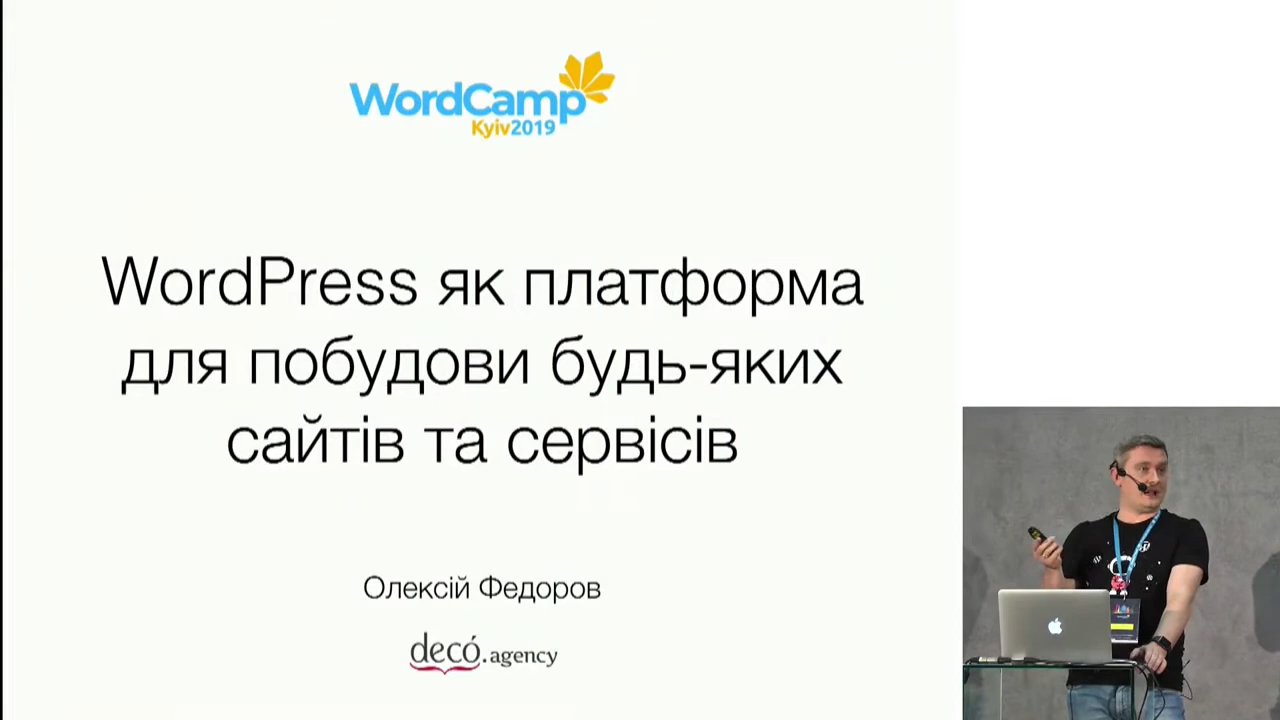 WordCamp
Kyiv2019
WordPress як платформа
для побудови будь-яких
сайтів та сервісів
Олексій Федоров
decó.agency